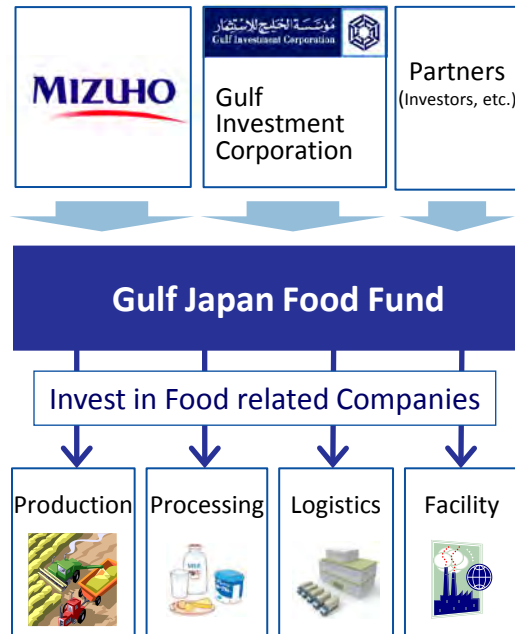 MIZUHO
مؤسسة الخليج للاستثمار
Gulf Investment Corporation
Gulf
Investment
Corporation
Partners
(Investors, etc.)
Gulf Japan Food Fund
Invest in Food related Companies
Production
Processing
Logistics
Facility
MILK